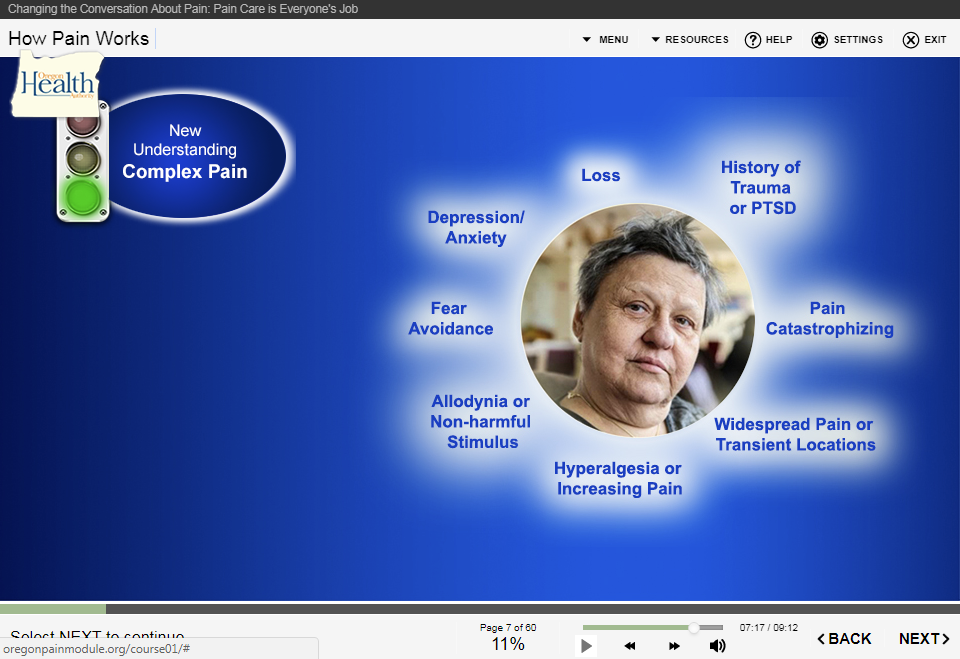 Changing the Conversation About Pain: Pain Care is Everyone's Job
How Pain Works
MENU
RESOURCES
? HELP
SETTINGS
EXIT
Oregon
Health
Authority
New
Understanding
Complex Pain
Loss
History of
Trauma
or PTSD
Depression/
Anxiety
Fear
Avoidance
Pain
Catastrophizing
Allodynia or
Non-harmful
Stimulus
Widespread Pain or
Transient Locations
Hyperalgesia or
Increasing Pain
Select NEXT to continue
oregonpainmodule.org/course01/#
Page 7 of 60
11%
07:17 / 09:12
BACK
NEXT